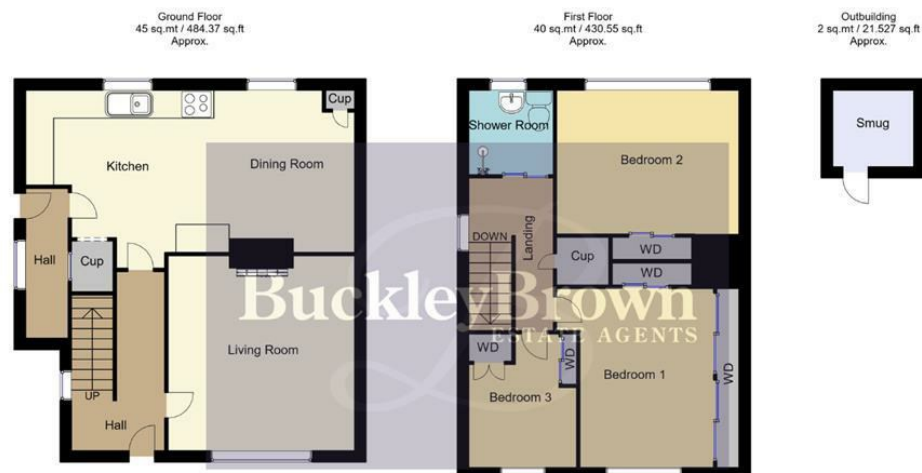 Ground Floor
45 sq.mt / 484.37 sq.ft
Approx.
First Floor
40 sq.mt / 430.55 sq.ft
Approx.
Outbuilding
2 sq.mt / 21.527 sq.ft
Approx.
Cup
Kitchen
Dining Room
Hall
Cup
Living Room
UP
Hall
Shower Room
Bedroom 2
DOWN
Landing
Cup
WD
WD
WD
WD
Bedroom 3
Bedroom 1
WD
Smug
BuckleyBrown
ESTATE AGENTS